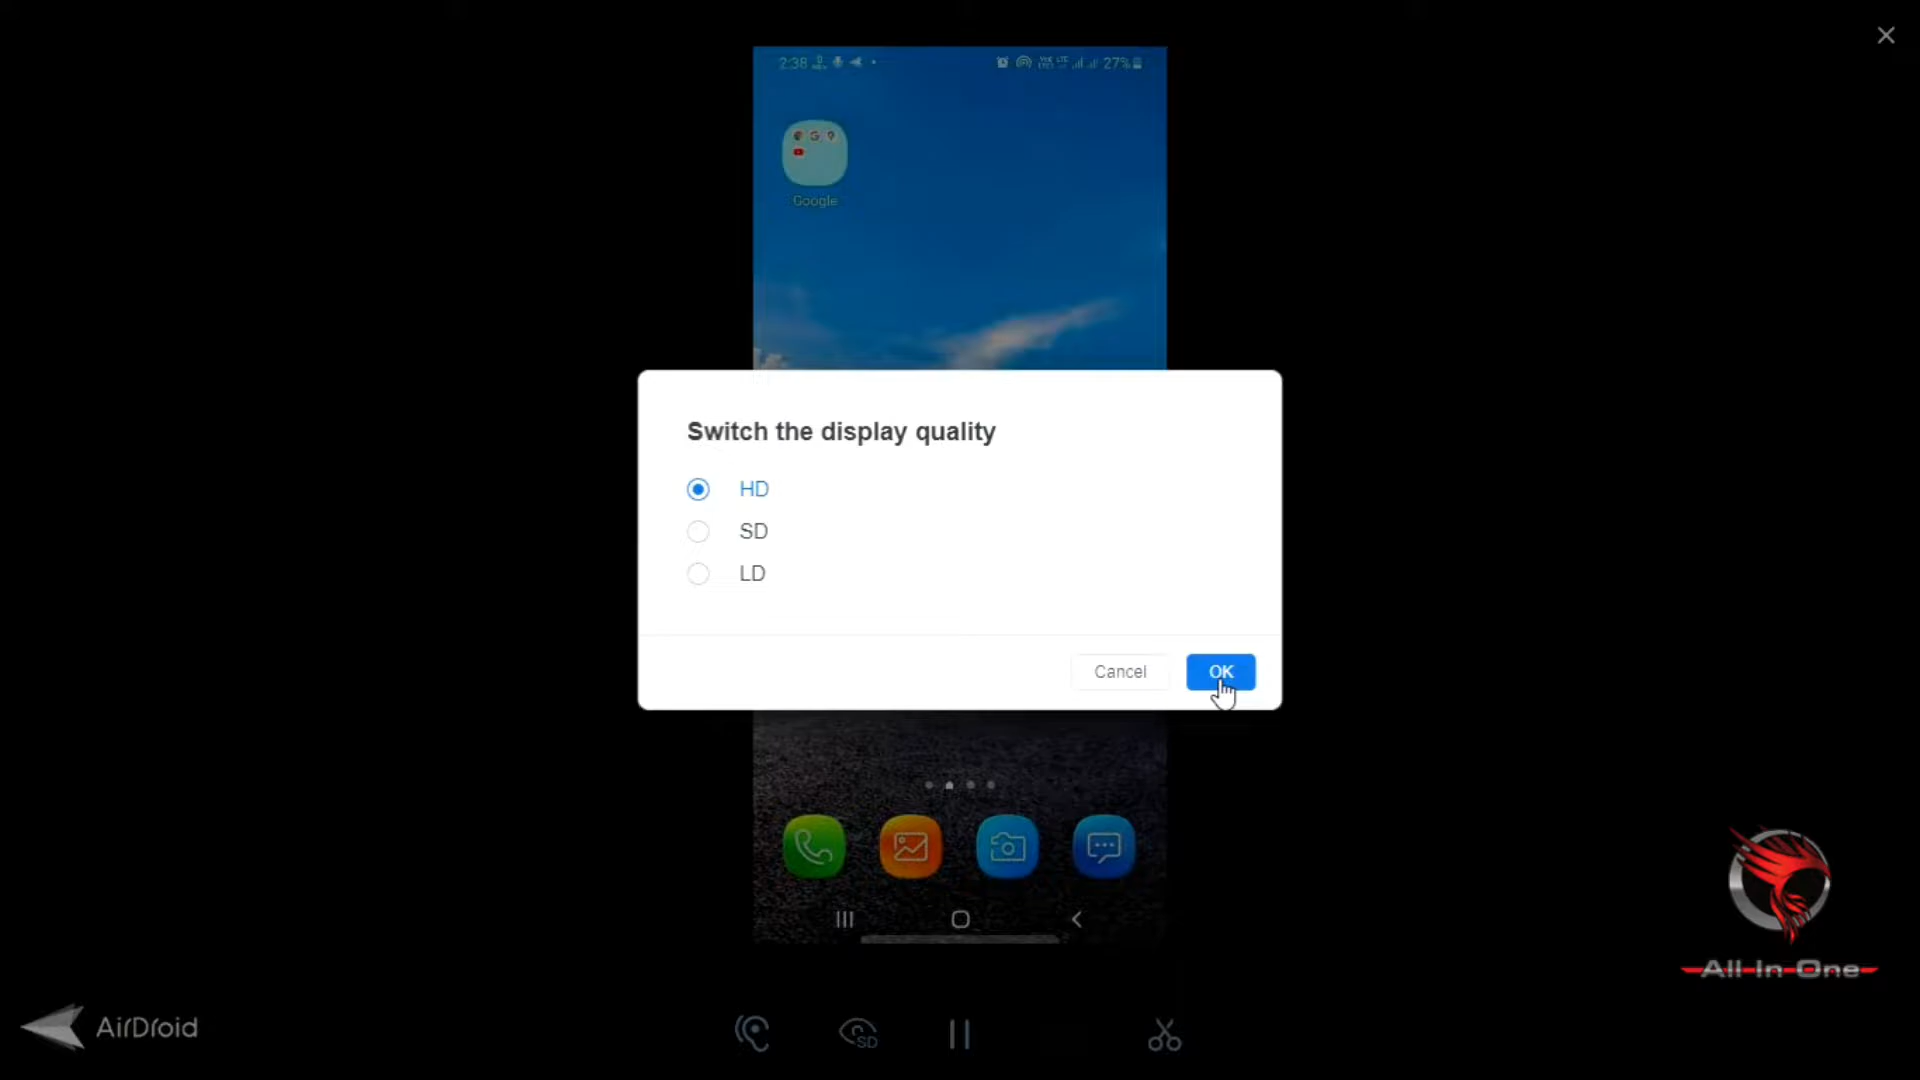 2:38
27%
Google
Switch the display quality
HD
SD
LD
Cancel
OK
All-In-One
AirDroid
SD